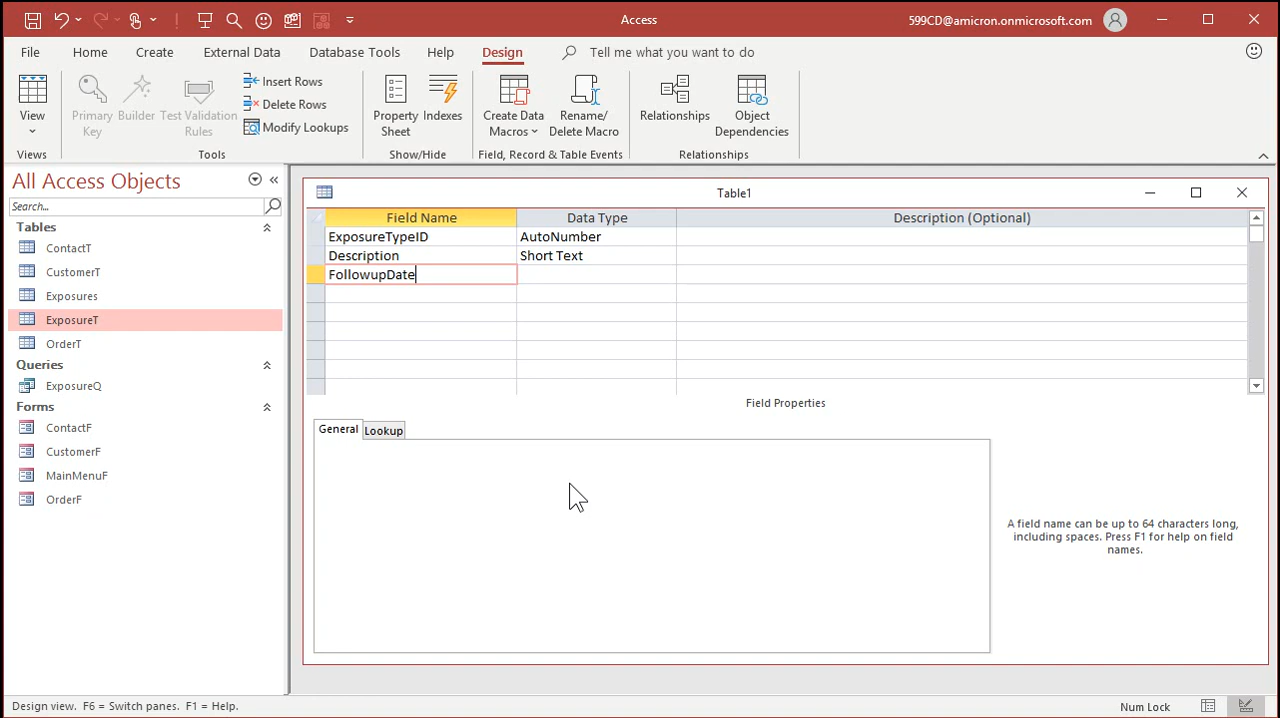 Access
599CD@amicron.onmicrosoft.com
File Home Create External Data Database Tools Help Design Tell me what you want to do
View
Views
Primary Key
Builder
Test Validation Rules
Insert Rows
Delete Rows
Modify Lookups
Tools
Property Sheet
Indexes
Show/Hide
Create Data Macros
Rename/ Delete Macro
Field, Record & Table Events
Relationships
Object Dependencies
Relationships
All Access Objects
Search...
Tables
ContactT
CustomerT
Exposures
ExposureT
OrderT
Queries
ExposureQ
Forms
ContactF
CustomerF
MainMenuF
OrderF
Table1
Field Name Data Type Description (Optional)
ExposureTypeID AutoNumber
Description Short Text
FollowupDate
Field Properties
General Lookup
A field name can be up to 64 characters long,
including spaces. Press F1 for help on field
names.
Design view. F6 = Switch panes. F1 = Help.
Num Lock